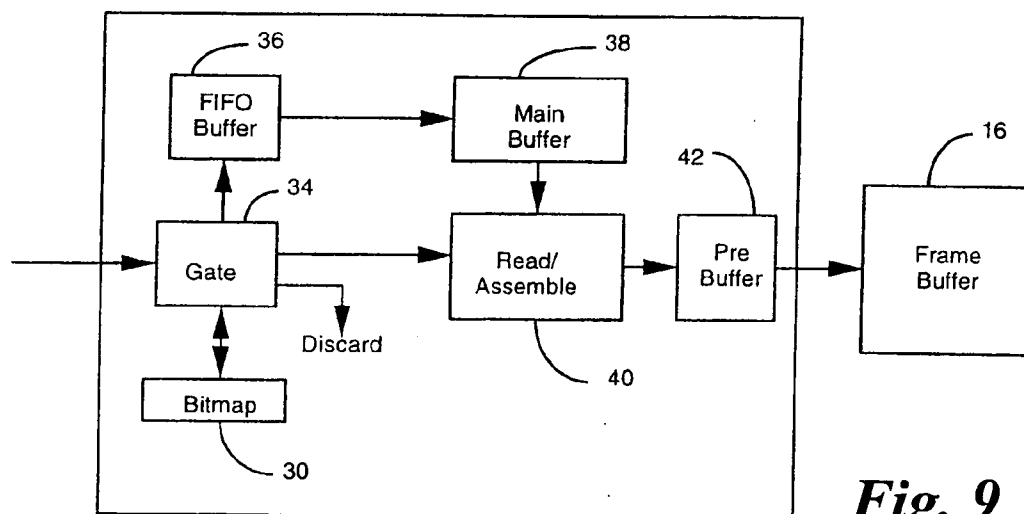 36
FIFO
Buffer
38
Main
Buffer
16
42
34
Gate
Read/
Assemble
Pre
Buffer
Frame
Buffer
Discard
40
Bitmap
30
Fig. 9